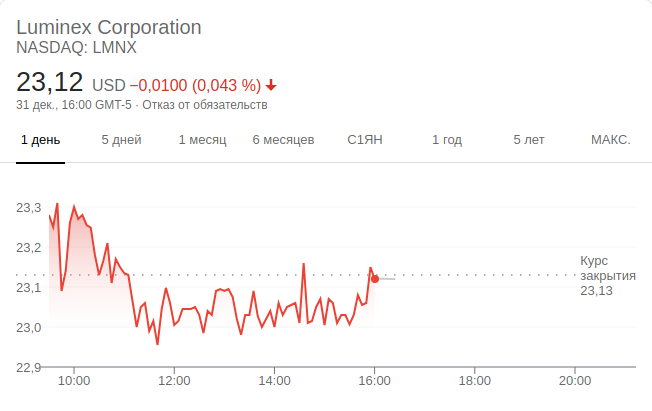 Luminex Corporation
NASDAQ: LMNX
23,12 USD −0,0100 (0,043 %)
31 дек., 16:00 GMT-5 · Отказ от обязательств
1 день 5 дней 1 месяц 6 месяцев С1ЯН 1 год 5 лет МАКС.
23,3
23,2
23,1
23,0
22,9
Курс
закрытия
23,13
10:00 12:00 14:00 16:00 18:00 20:00